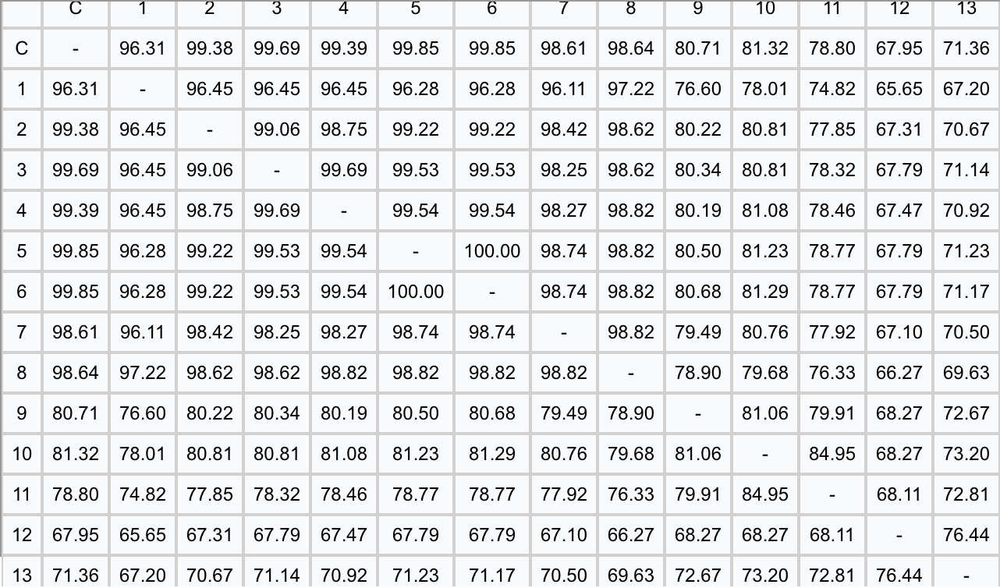 C 1 2 3 4 5 6 7 8 9 10 11 12 13
C - 96.31 99.38 99.69 99.39 99.85 99.85 98.61 98.64 80.71 81.32 78.80 67.95 71.36
1 96.31 - 96.45 96.45 96.45 96.28 96.28 96.11 97.22 76.60 78.01 74.82 65.65 67.20
2 99.38 96.45 - 99.06 98.75 99.22 99.22 98.42 98.62 80.22 80.81 77.85 67.31 70.67
3 99.69 96.45 99.06 - 99.69 99.53 99.53 98.25 98.62 80.34 80.81 78.32 67.79 71.14
4 99.39 96.45 98.75 99.69 - 99.54 99.54 98.27 98.82 80.19 81.08 78.46 67.47 70.92
5 99.85 96.28 99.22 99.53 99.54 - 100.00 98.74 98.82 80.50 81.23 78.77 67.79 71.23
6 99.85 96.28 99.22 99.53 99.54 100.00 - 98.74 98.82 80.68 81.29 78.77 67.79 71.17
7 98.61 96.11 98.42 98.25 98.27 98.74 98.74 - 98.82 79.49 80.76 77.92 67.10 70.50
8 98.64 97.22 98.62 98.62 98.82 98.82 98.82 98.82 - 78.90 79.68 76.33 66.27 69.63
9 80.71 76.60 80.22 80.34 80.19 80.50 80.68 79.49 78.90 - 81.06 79.91 68.27 72.67
10 81.32 78.01 80.81 80.81 81.08 81.23 81.29 80.76 79.68 81.06 - 84.95 68.27 73.20
11 78.80 74.82 77.85 78.32 78.46 78.77 78.77 77.92 76.33 79.91 84.95 - 68.11 72.81
12 67.95 65.65 67.31 67.79 67.47 67.79 67.79 67.10 66.27 68.27 68.27 68.11 - 76.44
13 71.36 67.20 70.67 71.14 70.92 71.23 71.17 70.50 69.63 72.67 73.20 72.81 76.44 -